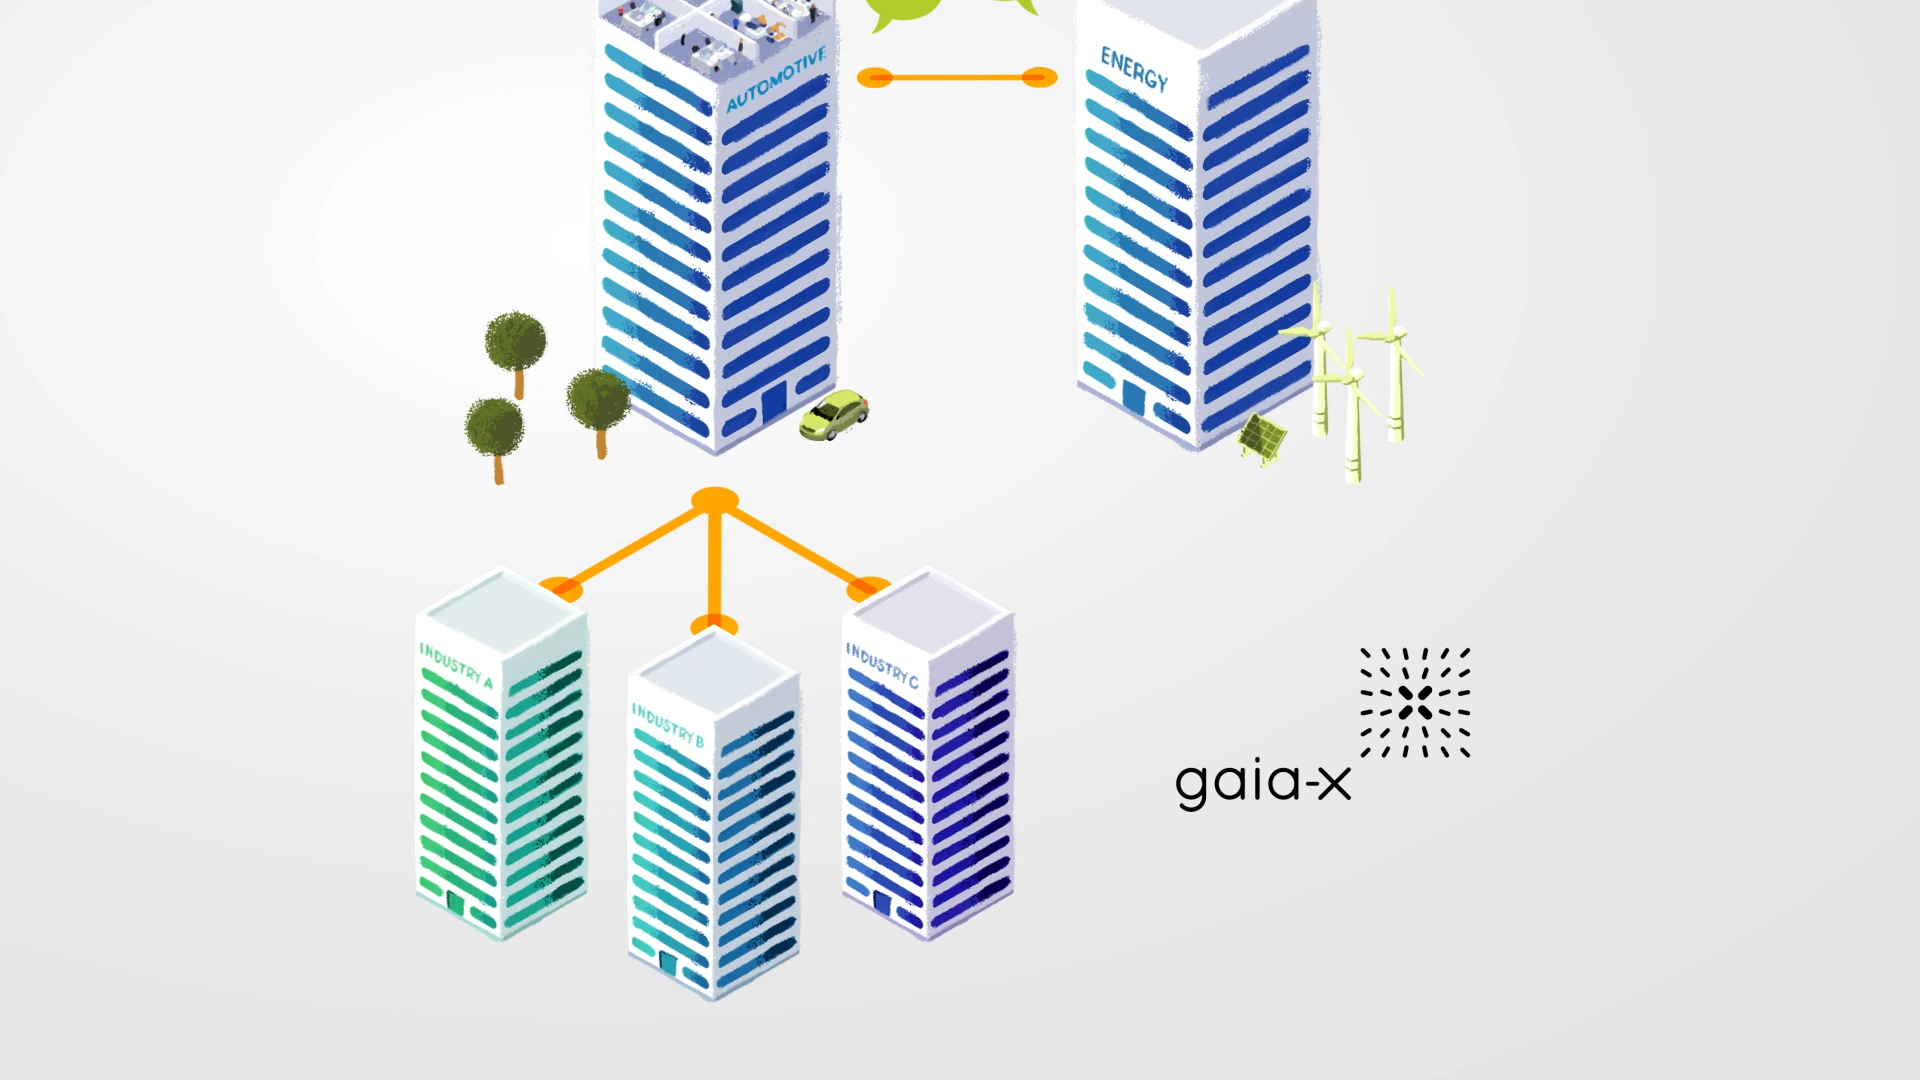 AUTOMOTIVE
ENERGY
INDUSTRY A
INDUSTRY B
INDUSTRY C
gaia-x